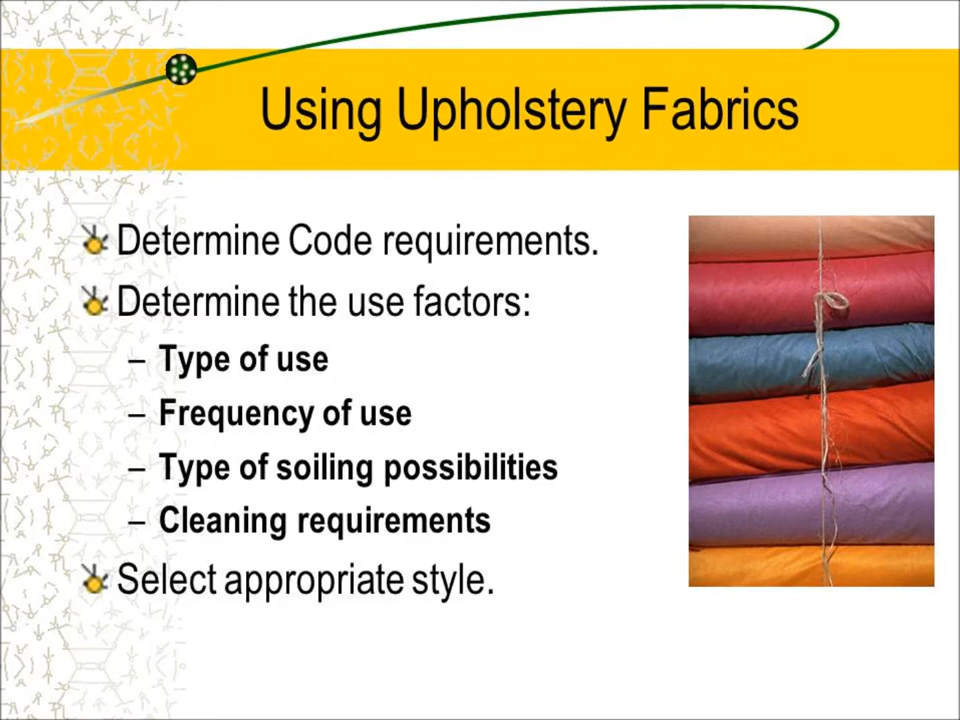 Using Upholstery Fabrics
Determine Code requirements.
Determine the use factors:
– Type of use
– Frequency of use
– Type of soiling possibilities
– Cleaning requirements
Select appropriate style.